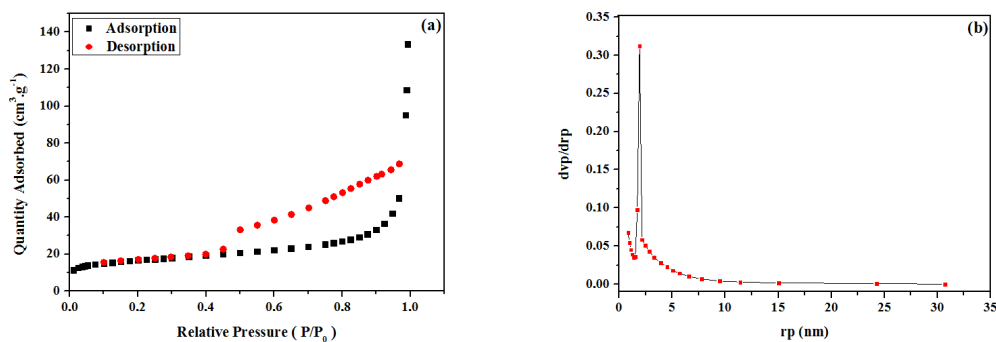 (a)
Adsorption
Desorption
Quantity Adsorbed (cm³.g⁻¹)
140
120
100
80
60
40
20
0
0.0 0.2 0.4 0.6 0.8 1.0
Relative Pressure ( P/P₀ )
(b)
dvp/drp
0.35
0.30
0.25
0.20
0.15
0.10
0.05
0.00
0 5 10 15 20 25 30 35
rp (nm)